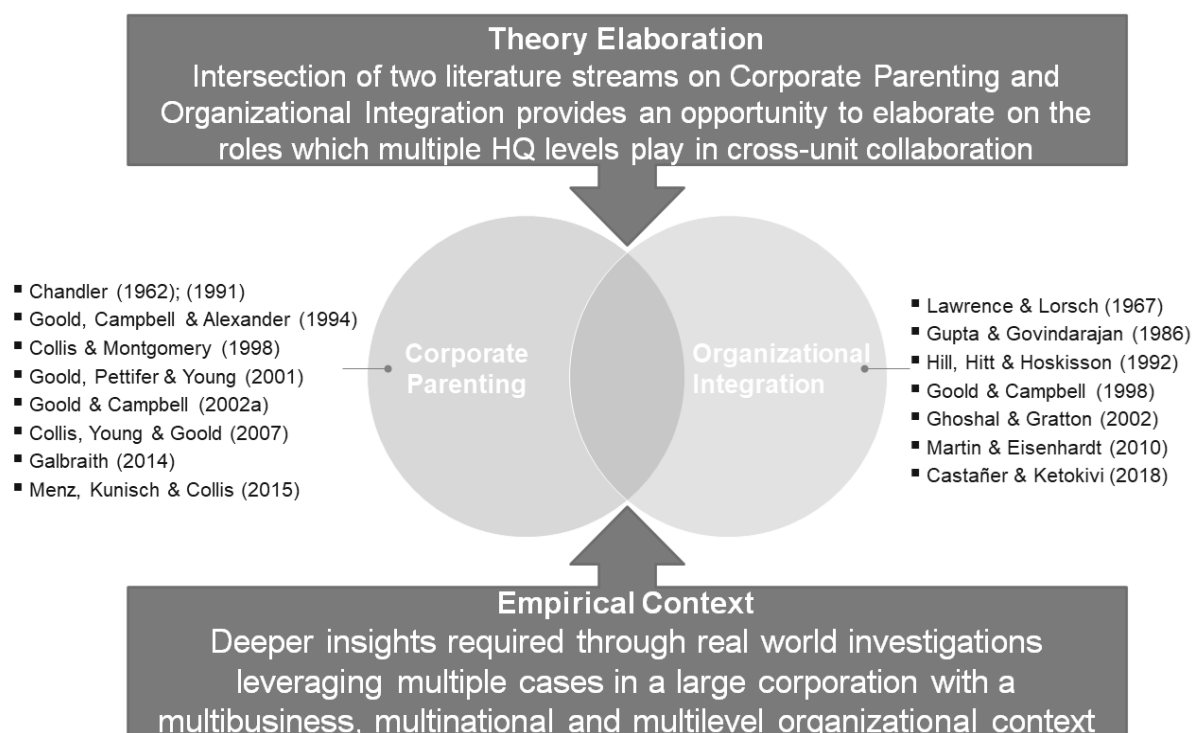 Theory Elaboration
Intersection of two literature streams on Corporate Parenting and
Organizational Integration provides an opportunity to elaborate on the
roles which multiple HQ levels play in cross-unit collaboration
▪ Chandler (1962); (1991)
▪ Goold, Campbell & Alexander (1994)
▪ Collis & Montgomery (1998)
▪ Goold, Pettifer & Young (2001)
▪ Goold & Campbell (2002a)
▪ Collis, Young & Goold (2007)
▪ Galbraith (2014)
▪ Menz, Kunisch & Collis (2015)
Corporate
Parenting
Organizational
Integration
▪ Lawrence & Lorsch (1967)
▪ Gupta & Govindarajan (1986)
▪ Hill, Hitt & Hoskisson (1992)
▪ Goold & Campbell (1998)
▪ Ghoshal & Gratton (2002)
▪ Martin & Eisenhardt (2010)
▪ Castañer & Ketokivi (2018)
Empirical Context
Deeper insights required through real world investigations
leveraging multiple cases in a large corporation with a
multibusiness, multinational and multilevel organizational context